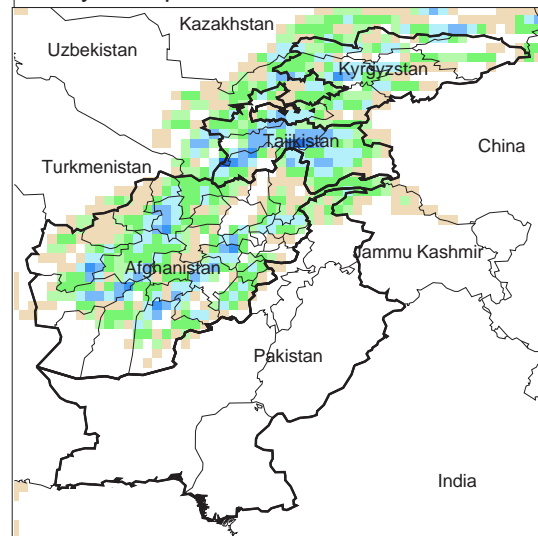 Kazakhstan
Uzbekistan
Kyrgyzstan
Tajikistan
China
Turkmenistan
Jammu Kashmir
Afghanistan
Pakistan
India